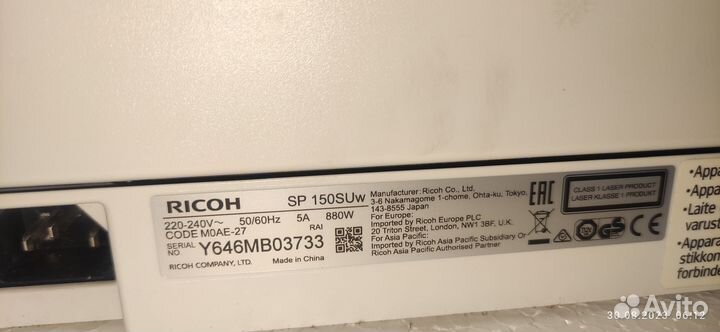 RICOH SP 150SUw
220-240V~ 50/60Hz 5A 880W
CODE M0AE-27 RAI
SERIAL NO Y646MB03733
RICOH COMPANY, LTD. Made in China
Manufacturer: Ricoh Co., Ltd.
3-6 Nakamagome 1-chome, Ohta-ku, Tokyo,
143-8555 Japan
For Europe:
Imported by Ricoh Europe PLC
20 Triton Street, London, NW1 3BF, U.K.
For Asia Pacific:
Imported by Ricoh Asia Pacific Subsidiary Or
Ricoh Asia Pacific Authorised Partner
EAC
CLASS 1 LASER PRODUCT
LASER KLASSE 1 PRODUKT
•Appa
•Appa
•Laite
varust
•Appara
stikkon
forbinde
Avito
30.08.2023 06:12